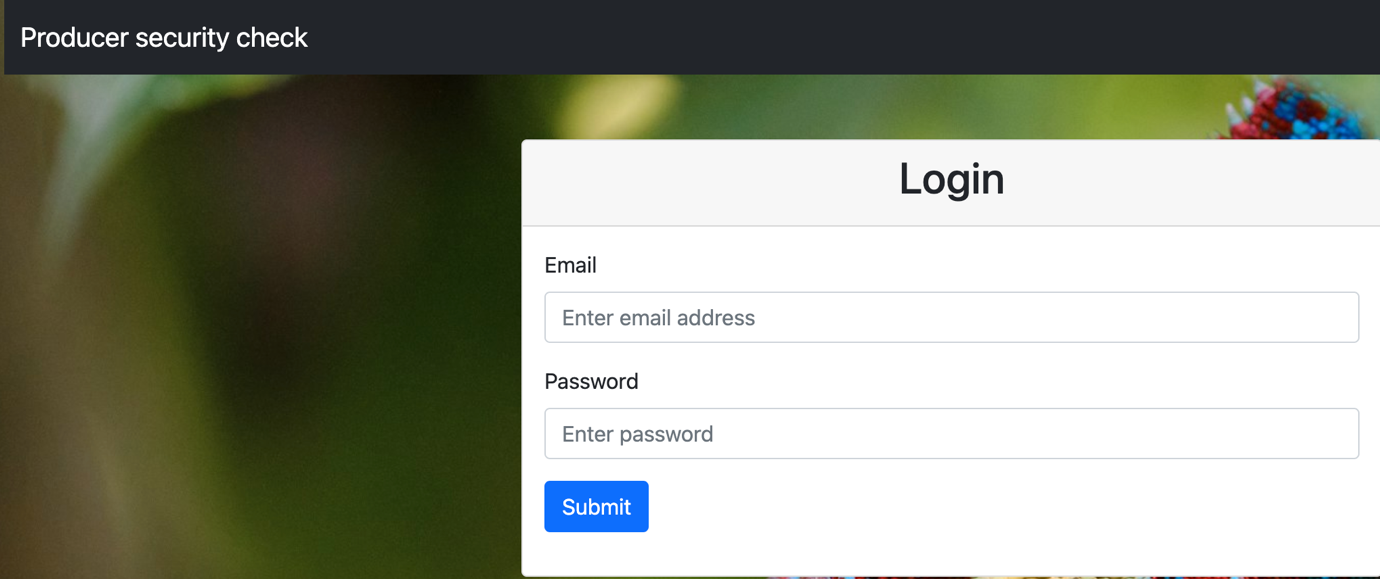 Producer security check
Login
Email
Enter email address
Password
Enter password
Submit